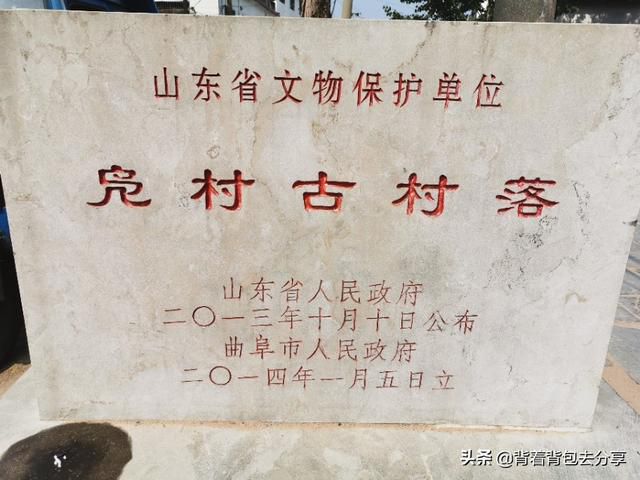 山东省文物保护单位
凫村古村落
山东省人民政府
二〇一三年十月十日公布
曲阜市人民政府
二〇一四年一月五日立
头条 @背着背包去分享